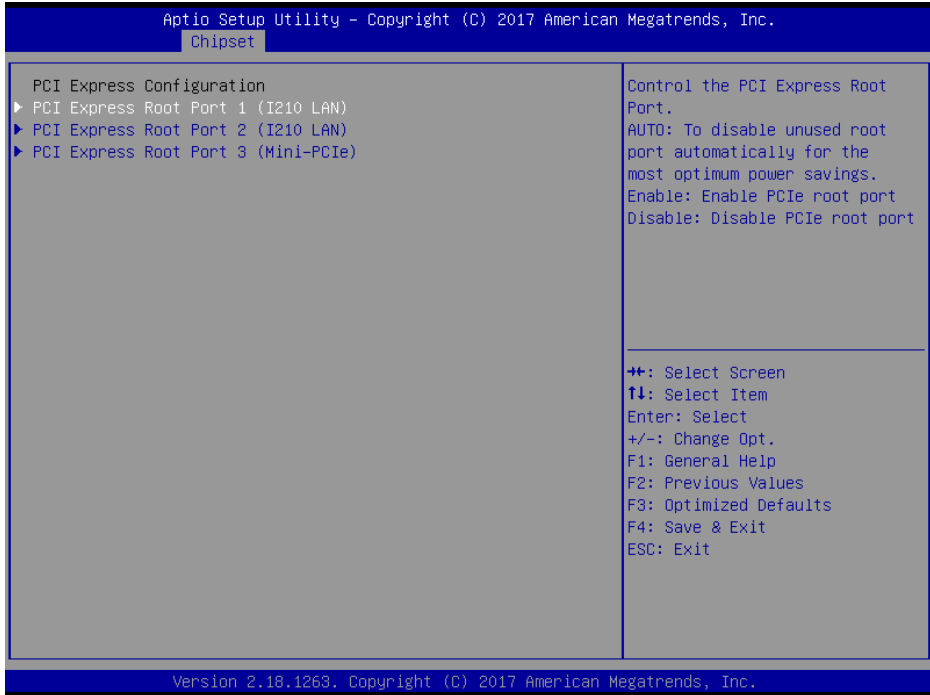 Aptio Setup Utility – Copyright (C) 2017 American Megatrends, Inc.
Chipset
PCI Express Configuration
PCI Express Root Port 1 (I210 LAN)
PCI Express Root Port 2 (I210 LAN)
PCI Express Root Port 3 (Mini-PCIe)
Control the PCI Express Root
Port.
AUTO: To disable unused root
port automatically for the
most optimum power savings.
Enable: Enable PCIe root port
Disable: Disable PCIe root port
→←: Select Screen
↑↓: Select Item
Enter: Select
+/-: Change Opt.
F1: General Help
F2: Previous Values
F3: Optimized Defaults
F4: Save & Exit
ESC: Exit
Version 2.18.1263. Copyright (C) 2017 American Megatrends, Inc.